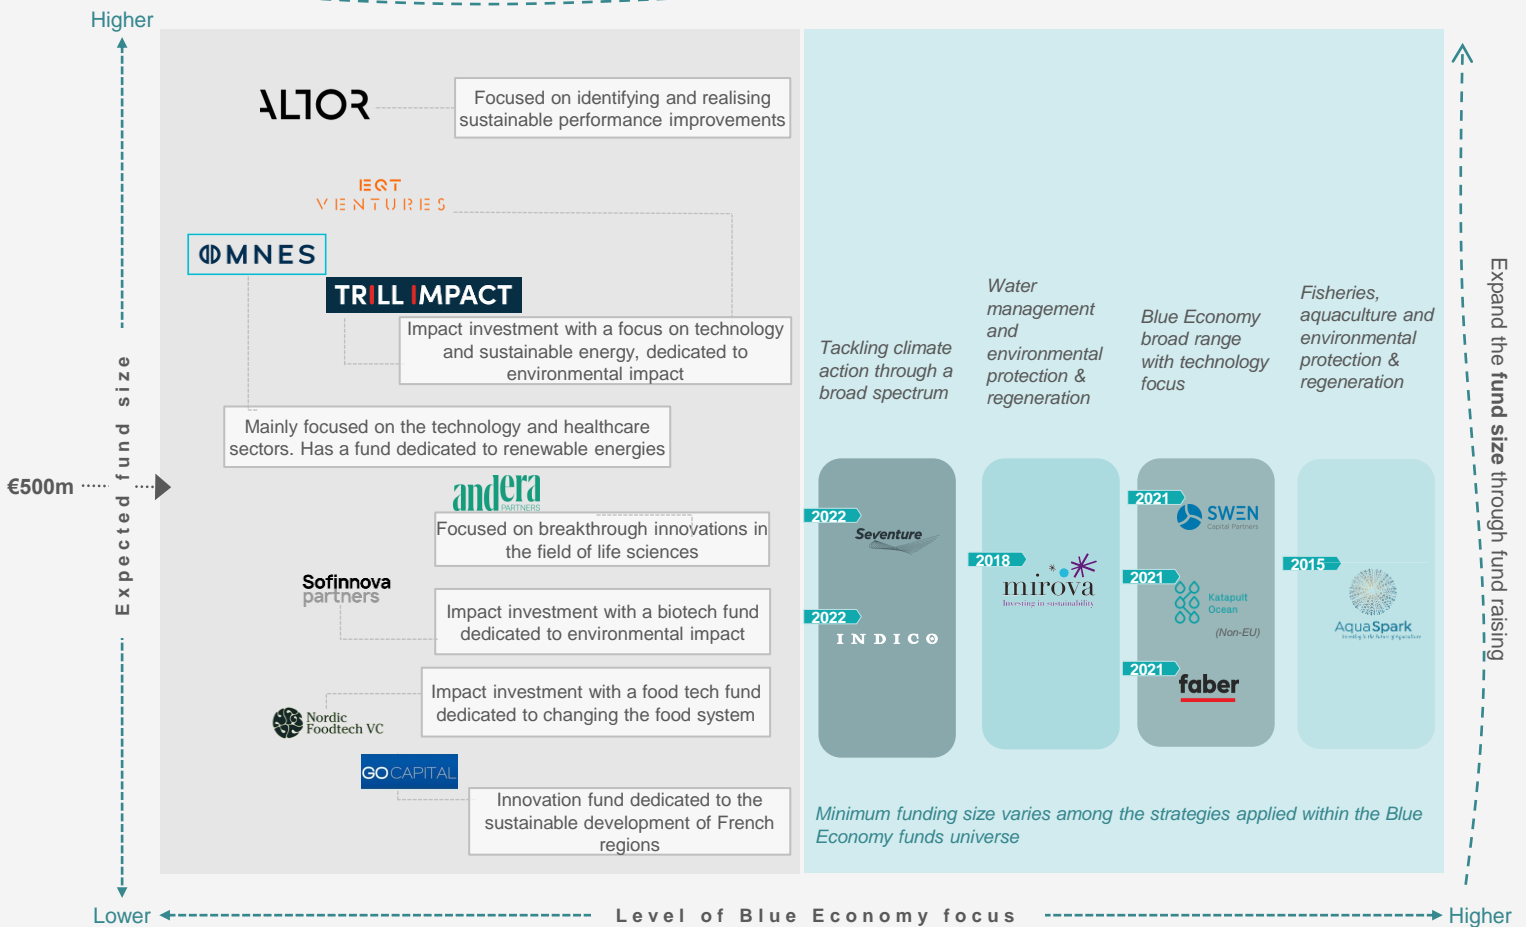 Higher
ALTOR
Focused on identifying and realising
sustainable performance improvements
EQT
VENTURES
OMNES
TRILL IMPACT
Impact investment with a focus on technology
and sustainable energy, dedicated to
environmental impact
Mainly focused on the technology and healthcare
sectors. Has a fund dedicated to renewable energies
€500m
Expected fund size
andera
PARTNERS
Focused on breakthrough innovations in
the field of life sciences
Sofinnova
partners
Impact investment with a biotech fund
dedicated to environmental impact
Impact investment with a food tech fund
dedicated to changing the food system
Nordic
Foodtech VC
GO CAPITAL
Innovation fund dedicated to the
sustainable development of French
regions
Tackling climate
action through a
broad spectrum
2022
Seventure
2022
INDICO
Water
management
and
environmental
protection &
regeneration
2018
mirova
Investing in sustainability
Blue Economy
broad range
with technology
focus
2021
SWEN
Capital Partners
2021
Katapult
Ocean
(Non-EU)
2021
faber
Fisheries,
aquaculture and
environmental
protection &
regeneration
2015
AquaSpark
Minimum funding size varies among the strategies applied within the Blue
Economy funds universe
Expand the fund size through fund raising
Lower
Level of Blue Economy focus
Higher